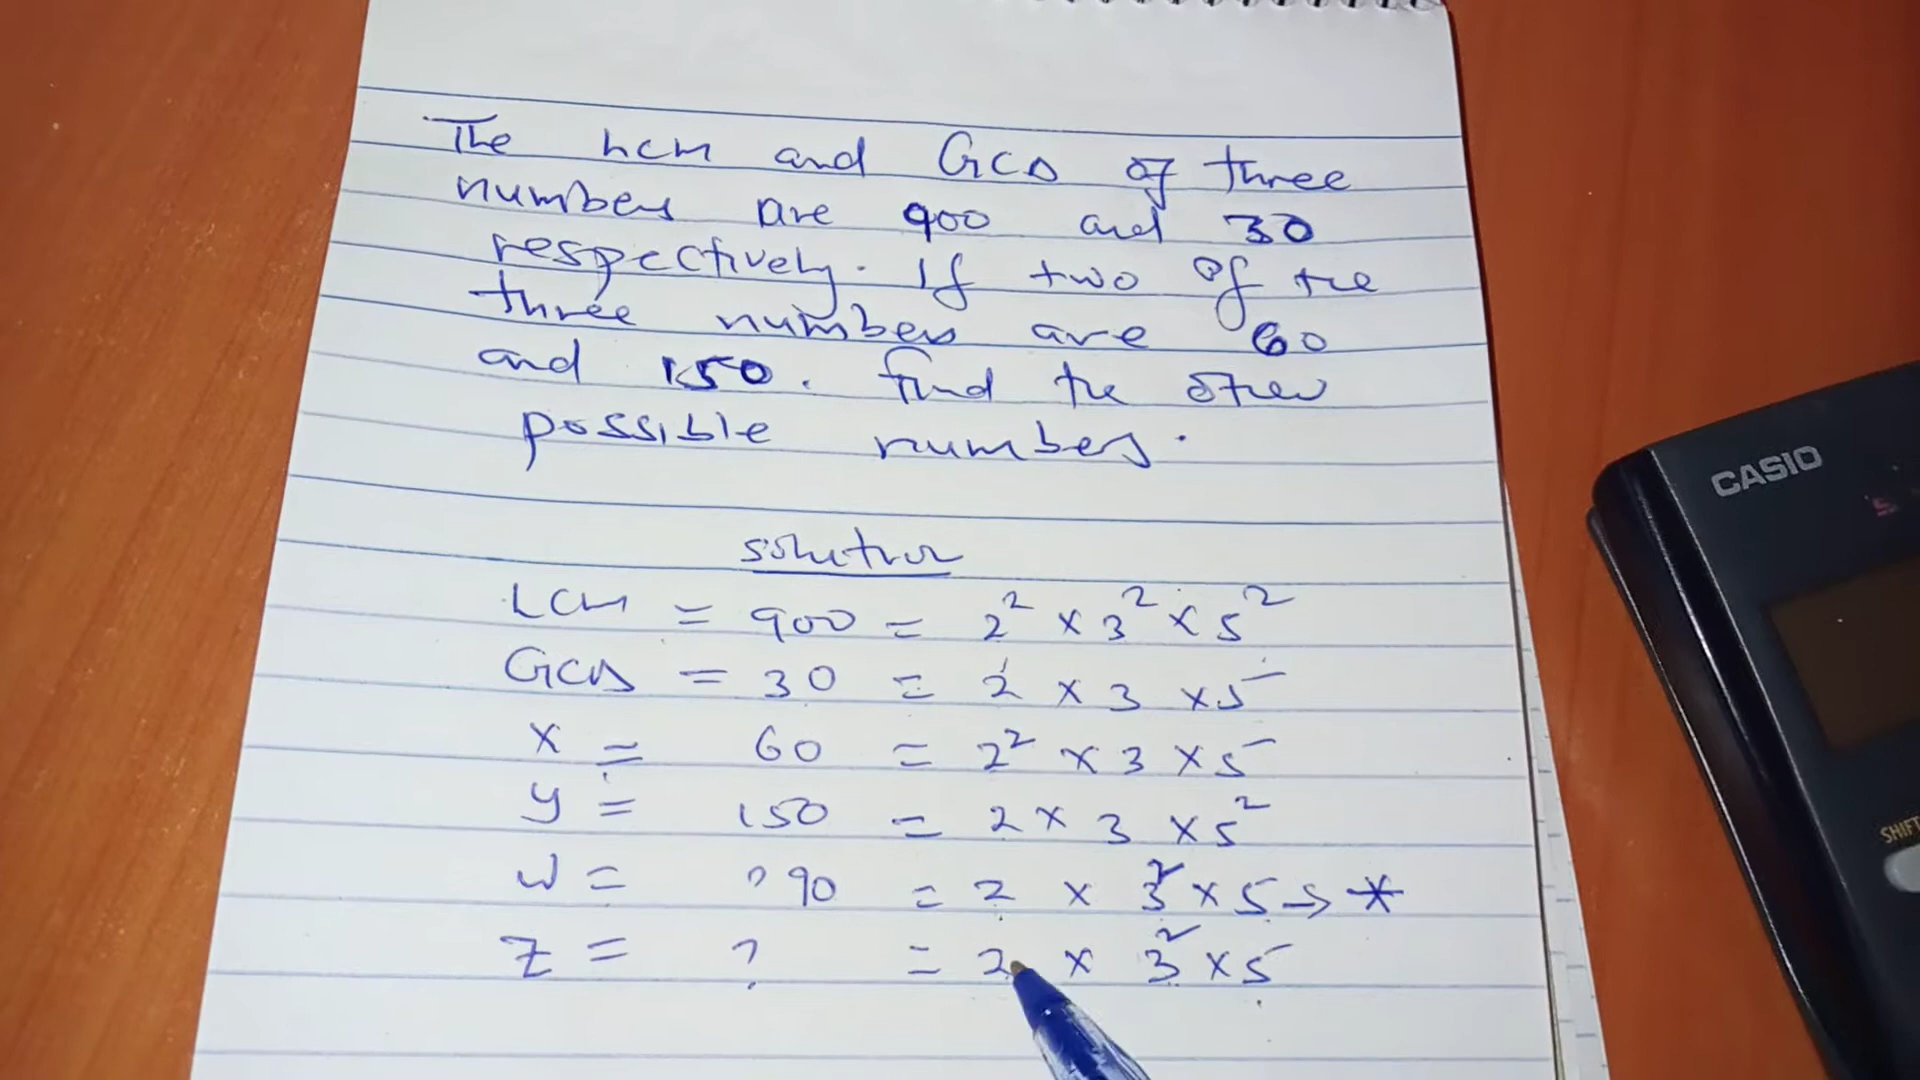 The LCM and GCD of three
numbers are 900 and 30
respectively. If two of the
three numbers are 60
and 150. find the other
possible numbers.
solution
LCM = 900 = 2² × 3² × 5²
GCD = 30 = 2 × 3 × 5
x = 60 = 2² × 3 × 5
y = 150 = 2 × 3 × 5²
W = ? 90 = 2 × 3² × 5 → *
Z = ? = 2 × 3² × 5
CASIO
SHIFT